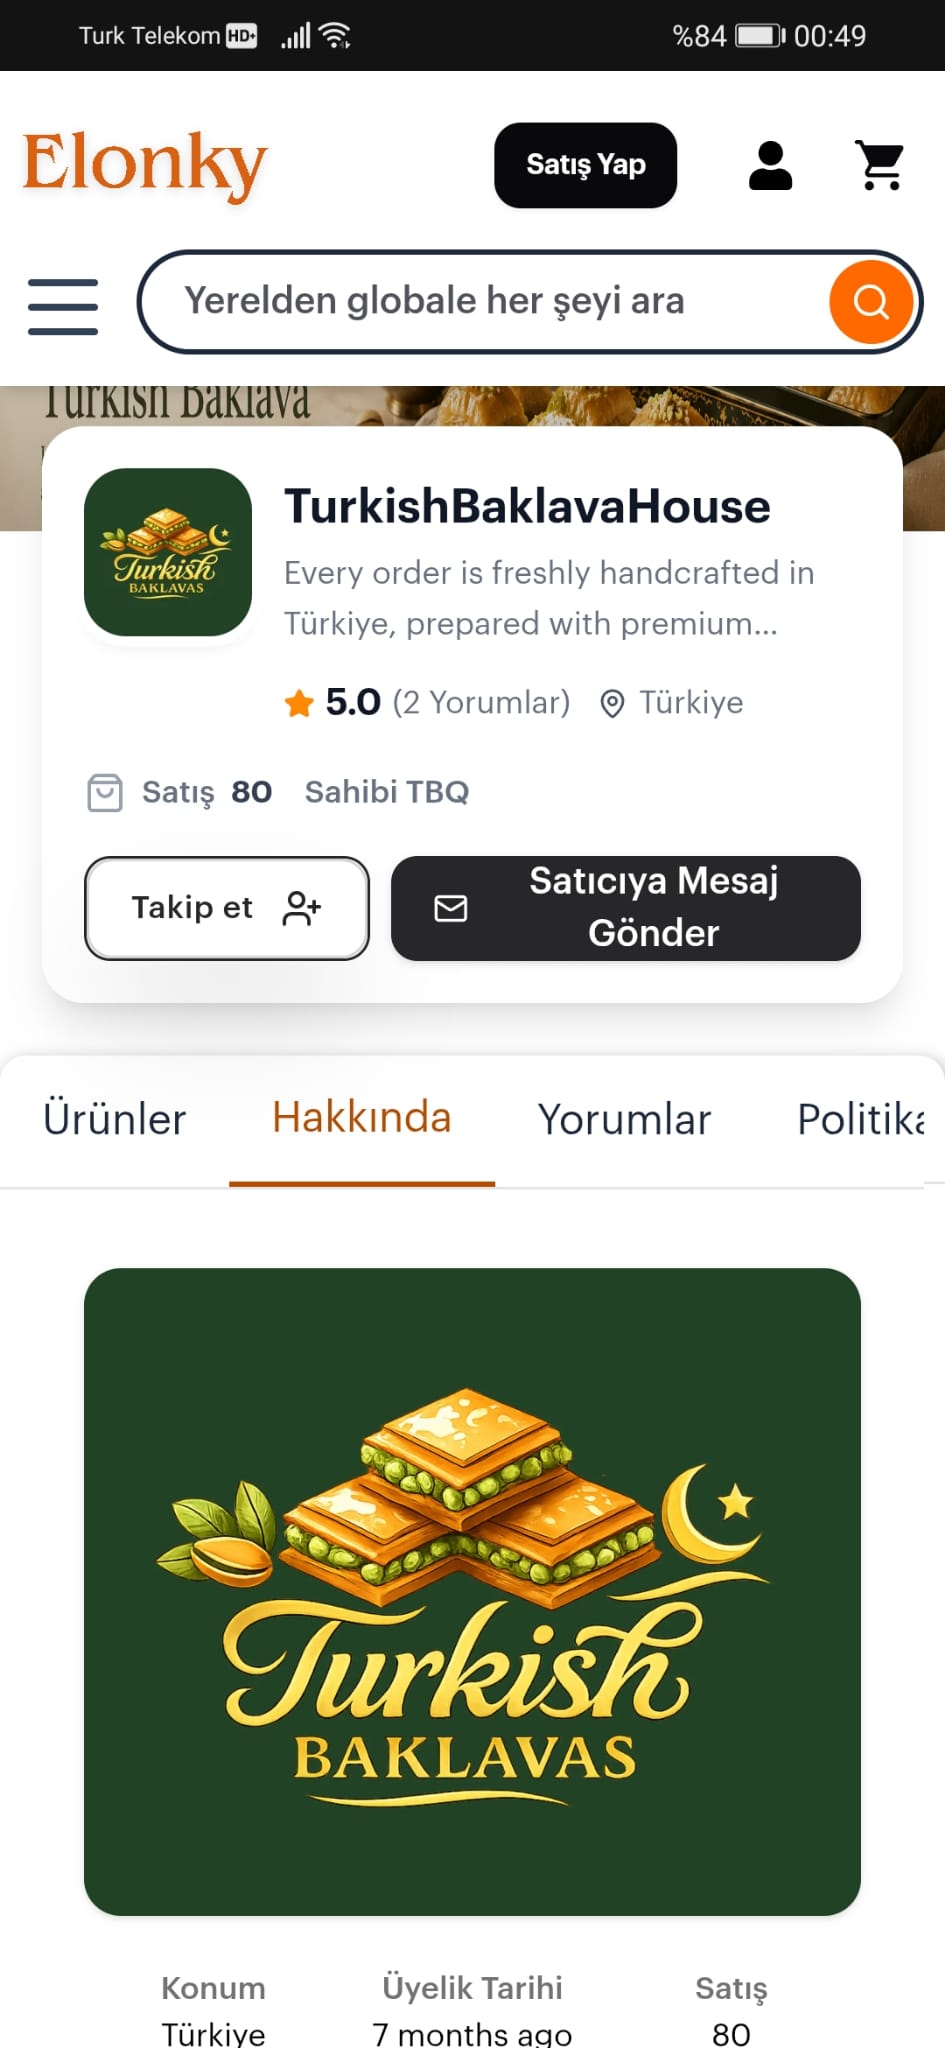 Turk Telekom HD+ %84 00:49
Elonky
Satış Yap
Yerelden globale her şeyi ara
Turkish Baklava
Turkish
BAKLAVAS
TurkishBaklavaHouse
Every order is freshly handcrafted in
Türkiye, prepared with premium...
5.0 (2 Yorumlar) Türkiye
Satış 80 Sahibi TBQ
Takip et
Satıcıya Mesaj
Gönder
Ürünler Hakkında Yorumlar Politika
Turkish
BAKLAVAS
Konum Üyelik Tarihi Satış
Türkiye 7 months ago 80